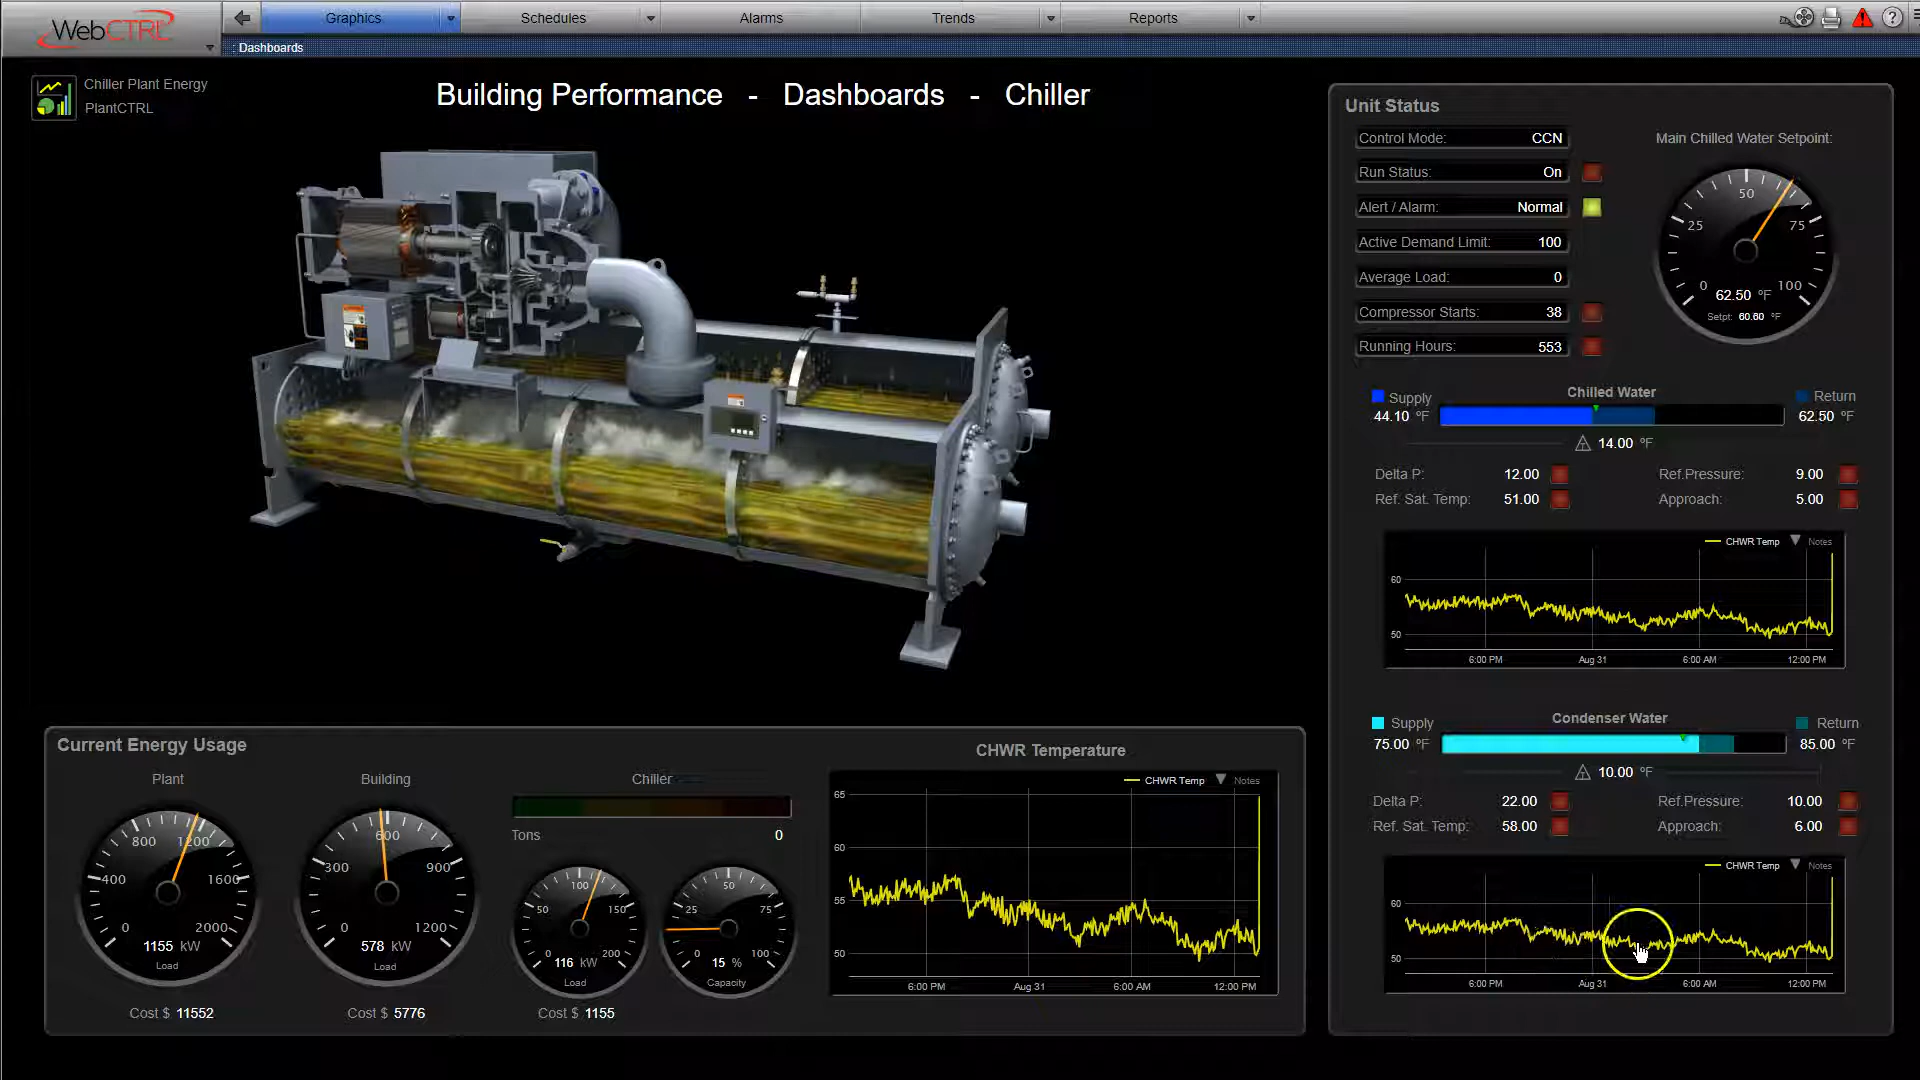 WebCTRL
Graphics
Schedules
Alarms
Trends
Reports
: Dashboards
Chiller Plant Energy
PlantCTRL
Building Performance - Dashboards - Chiller
Unit Status
Control Mode: CCN
Run Status: On
Alert / Alarm: Normal
Active Demand Limit: 100
Average Load: 0
Compressor Starts: 38
Running Hours: 553
Main Chilled Water Setpoint:
0 25 50 75 100
62.50 °F
Setpt: 60.60 °F
Chilled Water
Supply
44.10 °F
Return
62.50 °F
14.00 °F
Delta P: 12.00
Ref.Pressure: 9.00
Ref. Sat. Temp: 51.00
Approach: 5.00
CHWR Temp Notes
60
50
6:00 PM Aug 31 6:00 AM 12:00 PM
Condenser Water
Supply
75.00 °F
Return
85.00 °F
10.00 °F
Delta P: 22.00
Ref.Pressure: 10.00
Ref. Sat. Temp: 58.00
Approach: 6.00
CHWR Temp Notes
60
50
6:00 PM Aug 31 6:00 AM 12:00 PM
Current Energy Usage
Plant
0 400 800 1200 1600 2000
1155 kW
Load
Cost $ 11552
Building
0 300 600 900 1200
578 kW
Load
Cost $ 5776
Chiller
Tons 0
0 50 100 150 200
116 kW
Load
Cost $ 1155
0 25 50 75 100
15 %
Capacity
CHWR Temperature
CHWR Temp Notes
65
60
55
50
6:00 PM Aug 31 6:00 AM 12:00 PM